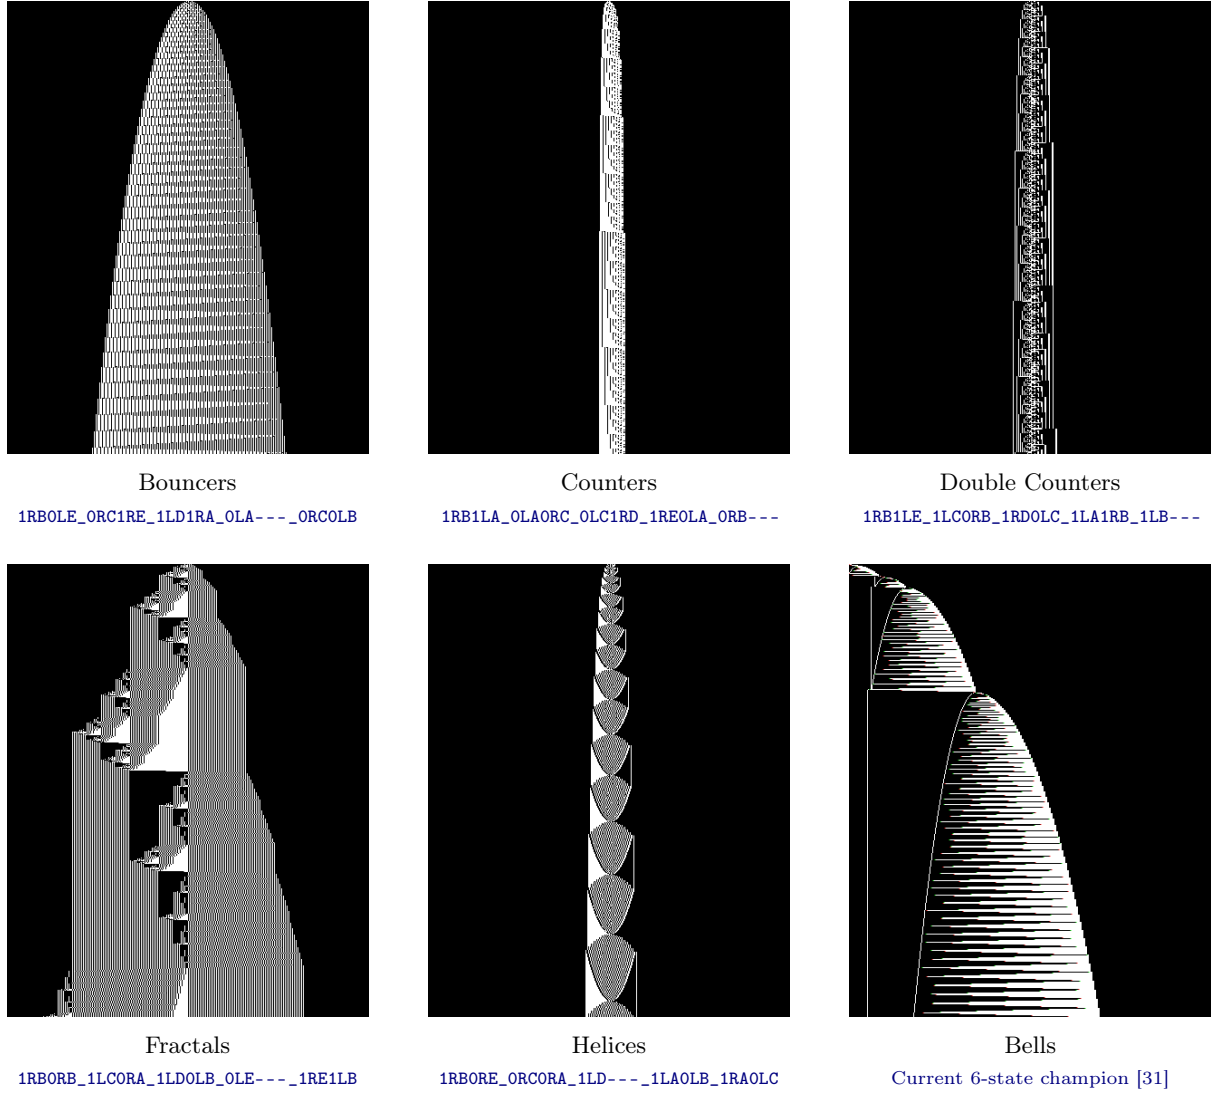 Bouncers Counters Double Counters
1RB0LE_0RC1RE_1LD1RA_0LA---_0RC0LB 1RB1LA_0LA0RC_0LC1RD_1RE0LA_0RB--- 1RB1LE_1LC0RB_1RD0LC_1LA1RB_1LB---
Fractals Helices Bells
1RB0RB_1LC0RA_1LD0LB_0LE---_1RE1LB 1RB0RE_0RC0RA_1LD---_1LA0LB_1RA0LC Current 6-state champion [31]